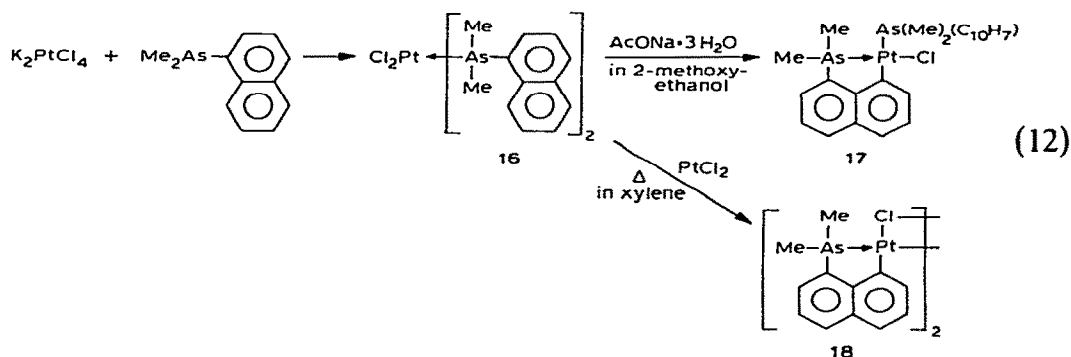 K₂PtCl₄ + Me₂As
Cl₂Pt
Me
As
Me
2
16
AcONa·3H₂O
in 2-methoxy-
ethanol
As(Me)₂(C₁₀H₇)
Me
Me As Pt Cl
17
(12)
PtCl₂
Δ
in xylene
Me Cl
Me As Pt
2
18